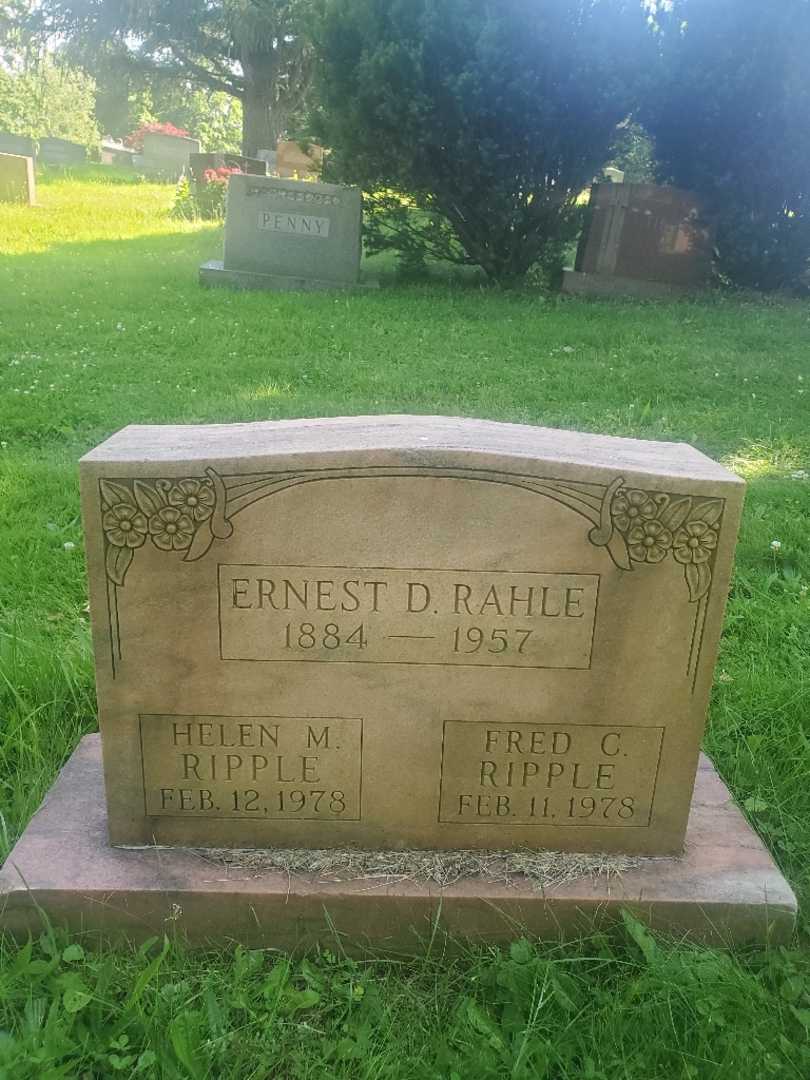 PENNY
ERNEST D. RAHLE
1884 — 1957
HELEN M.
RIPPLE
FEB. 12, 1978
FRED C.
RIPPLE
FEB. 11, 1978